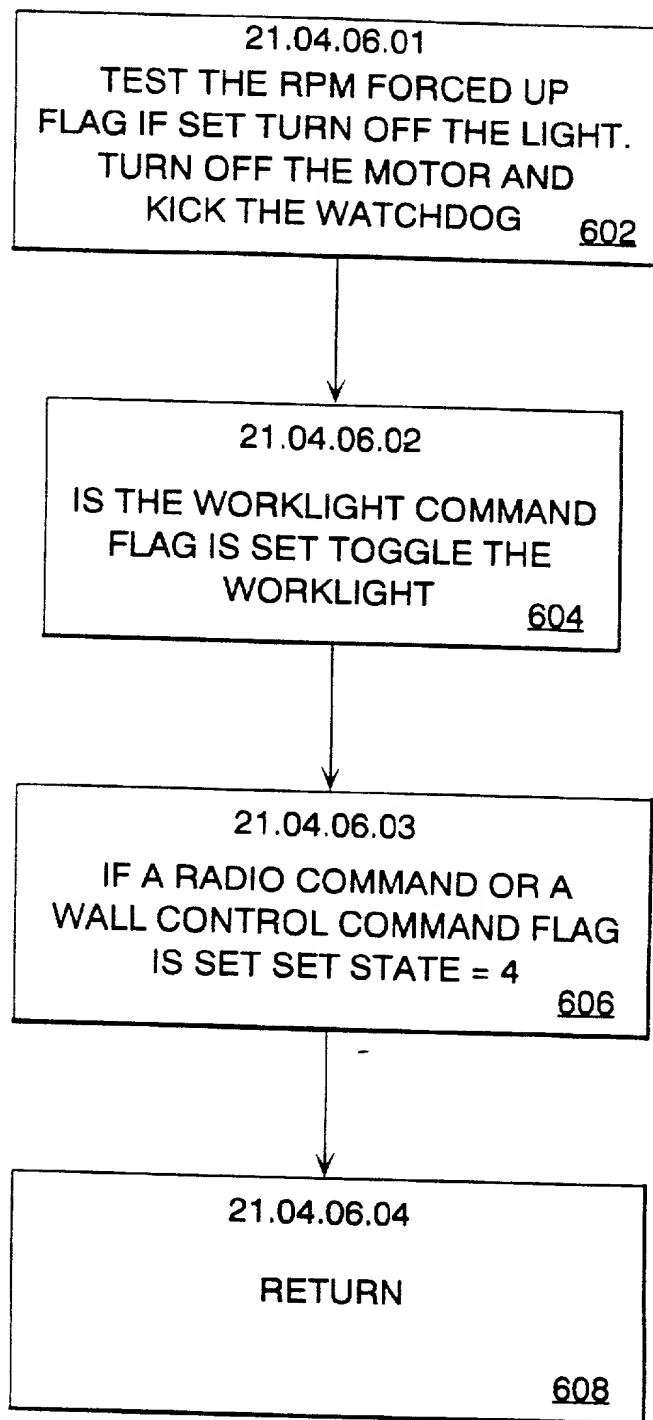 21.04.06.01
TEST THE RPM FORCED UP
FLAG IF SET TURN OFF THE LIGHT.
TURN OFF THE MOTOR AND
KICK THE WATCHDOG
602
21.04.06.02
IS THE WORKLIGHT COMMAND
FLAG IS SET TOGGLE THE
WORKLIGHT
604
21.04.06.03
IF A RADIO COMMAND OR A
WALL CONTROL COMMAND FLAG
IS SET SET STATE = 4
606
21.04.06.04
RETURN
608